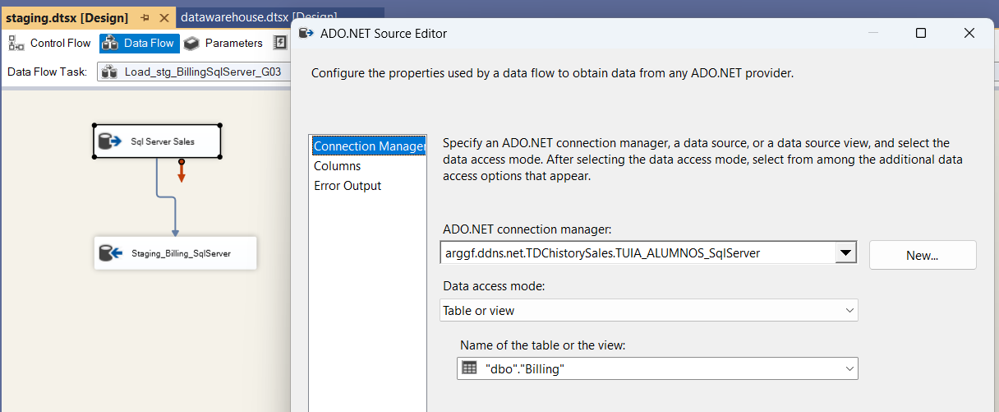 staging.dtsx [Design]
datawarehouse.dtsx [Design]
Control Flow
Data Flow
Parameters
Data Flow Task:
Load_stg_BillingSqlServer_G03
Sql Server Sales
Staging_Billing_SqlServer
ADO.NET Source Editor
Configure the properties used by a data flow to obtain data from any ADO.NET provider.
Connection Manager
Columns
Error Output
Specify an ADO.NET connection manager, a data source, or a data source view, and select the
data access mode. After selecting the data access mode, select from among the additional data
access options that appear.
ADO.NET connection manager:
arggf.ddns.net.TDChistorySales.TUIA_ALUMNOS_SqlServer
New...
Data access mode:
Table or view
Name of the table or the view:
"dbo"."Billing"